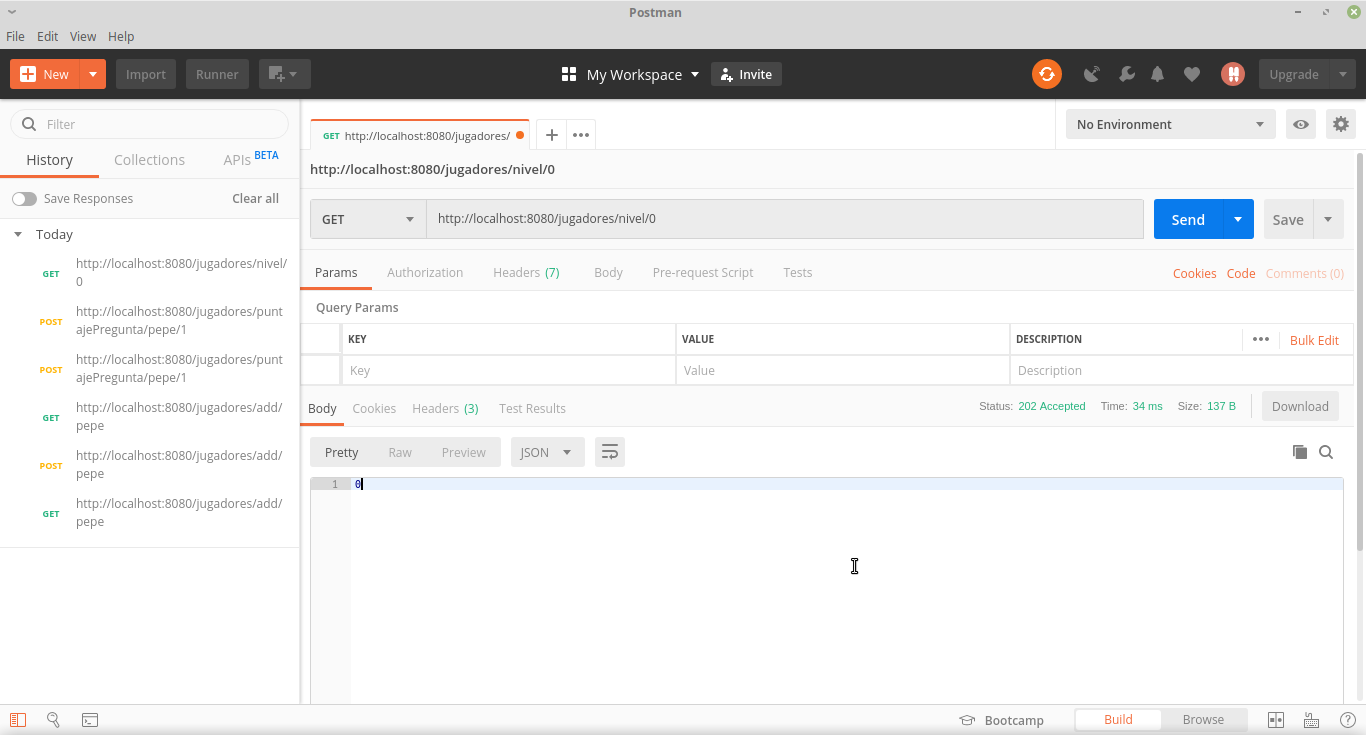 Postman
File Edit View Help
New Import Runner My Workspace Invite Upgrade
Filter
History Collections APIs BETA
Save Responses Clear all
Today
GET http://localhost:8080/jugadores/nivel/
0
POST http://localhost:8080/jugadores/punt
ajePregunta/pepe/1
POST http://localhost:8080/jugadores/punt
ajePregunta/pepe/1
GET http://localhost:8080/jugadores/add/
pepe
POST http://localhost:8080/jugadores/add/
pepe
GET http://localhost:8080/jugadores/add/
pepe
GET http://localhost:8080/jugadores/
No Environment
http://localhost:8080/jugadores/nivel/0
GET http://localhost:8080/jugadores/nivel/0 Send Save
Params Authorization Headers (7) Body Pre-request Script Tests Cookies Code Comments (0)
Query Params
KEY VALUE DESCRIPTION Bulk Edit
Key Value Description
Body Cookies Headers (3) Test Results Status: 202 Accepted Time: 34 ms Size: 137 B Download
Pretty Raw Preview JSON
1 0
Bootcamp Build Browse